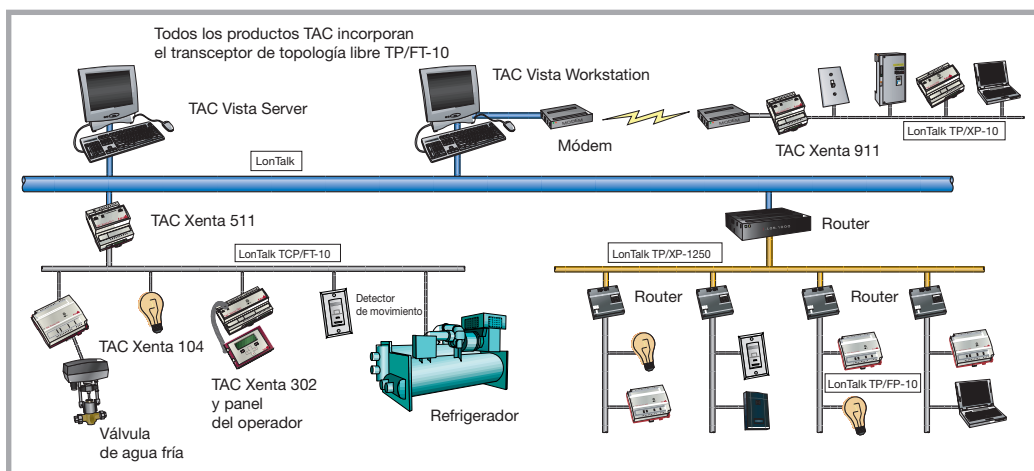 Todos los productos TAC incorporan
el transceptor de topología libre TP/FT-10
TAC Vista Server
TAC Vista Workstation
Módem
TAC Xenta 911
LonTalk TP/XP-10
LonTalk
TAC Xenta 511
Router
LonTalk TCP/FT-10
LonTalk TP/XP-1250
Detector
de movimiento
Router
Router
TAC Xenta 104
TAC Xenta 302
y panel
del operador
Refrigerador
LonTalk TP/FP-10
Válvula
de agua fría